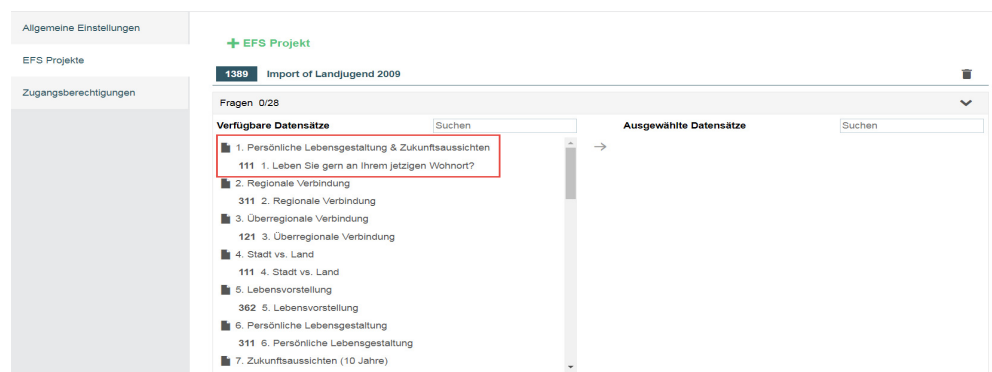 Allgemeine Einstellungen
EFS Projekte
Zugangsberechtigungen
+ EFS Projekt
1389 Import of Landjugend 2009
Fragen 0/28
Verfügbare Datensätze Suchen Ausgewählte Datensätze Suchen
1. Persönliche Lebensgestaltung & Zukunftsaussichten
111 1. Leben Sie gern an Ihrem jetzigen Wohnort?
2. Regionale Verbindung
311 2. Regionale Verbindung
3. Überregionale Verbindung
121 3. Überregionale Verbindung
4. Stadt vs. Land
111 4. Stadt vs. Land
5. Lebensvorstellung
362 5. Lebensvorstellung
6. Persönliche Lebensgestaltung
311 6. Persönliche Lebensgestaltung
7. Zukunftsaussichten (10 Jahre)